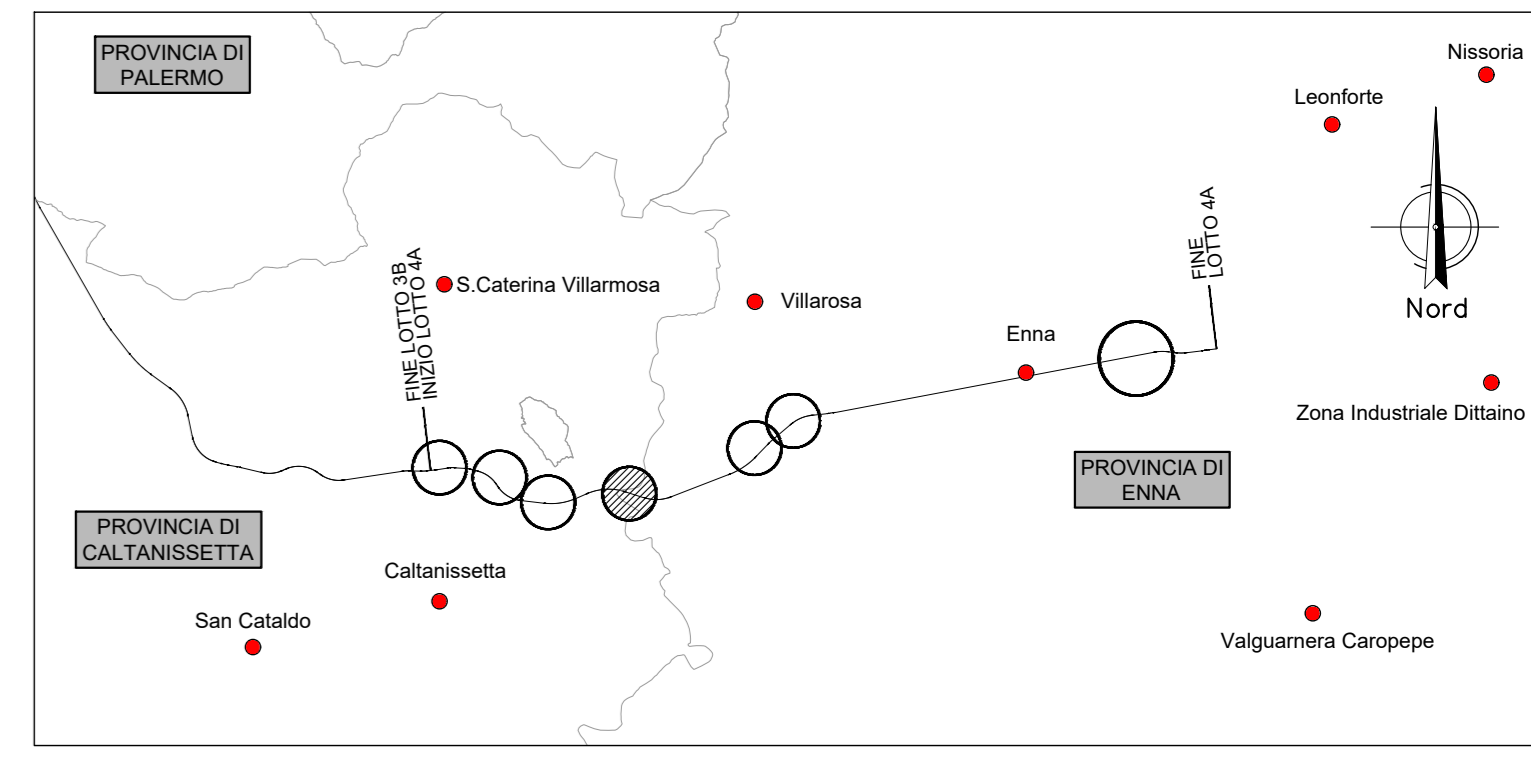 PROVINCIA DI
PALERMO
Nissoria
Leonforte
FINE
LOTTO 4A
Nord
FINE LOTTO 3B
INIZIO LOTTO 4A
S.Caterina Villarmosa
Villarosa
Enna
Zona Industriale Dittaino
PROVINCIA DI
ENNA
PROVINCIA DI
CALTANISSETTA
Caltanissetta
San Cataldo
Valguarnera Caropepe